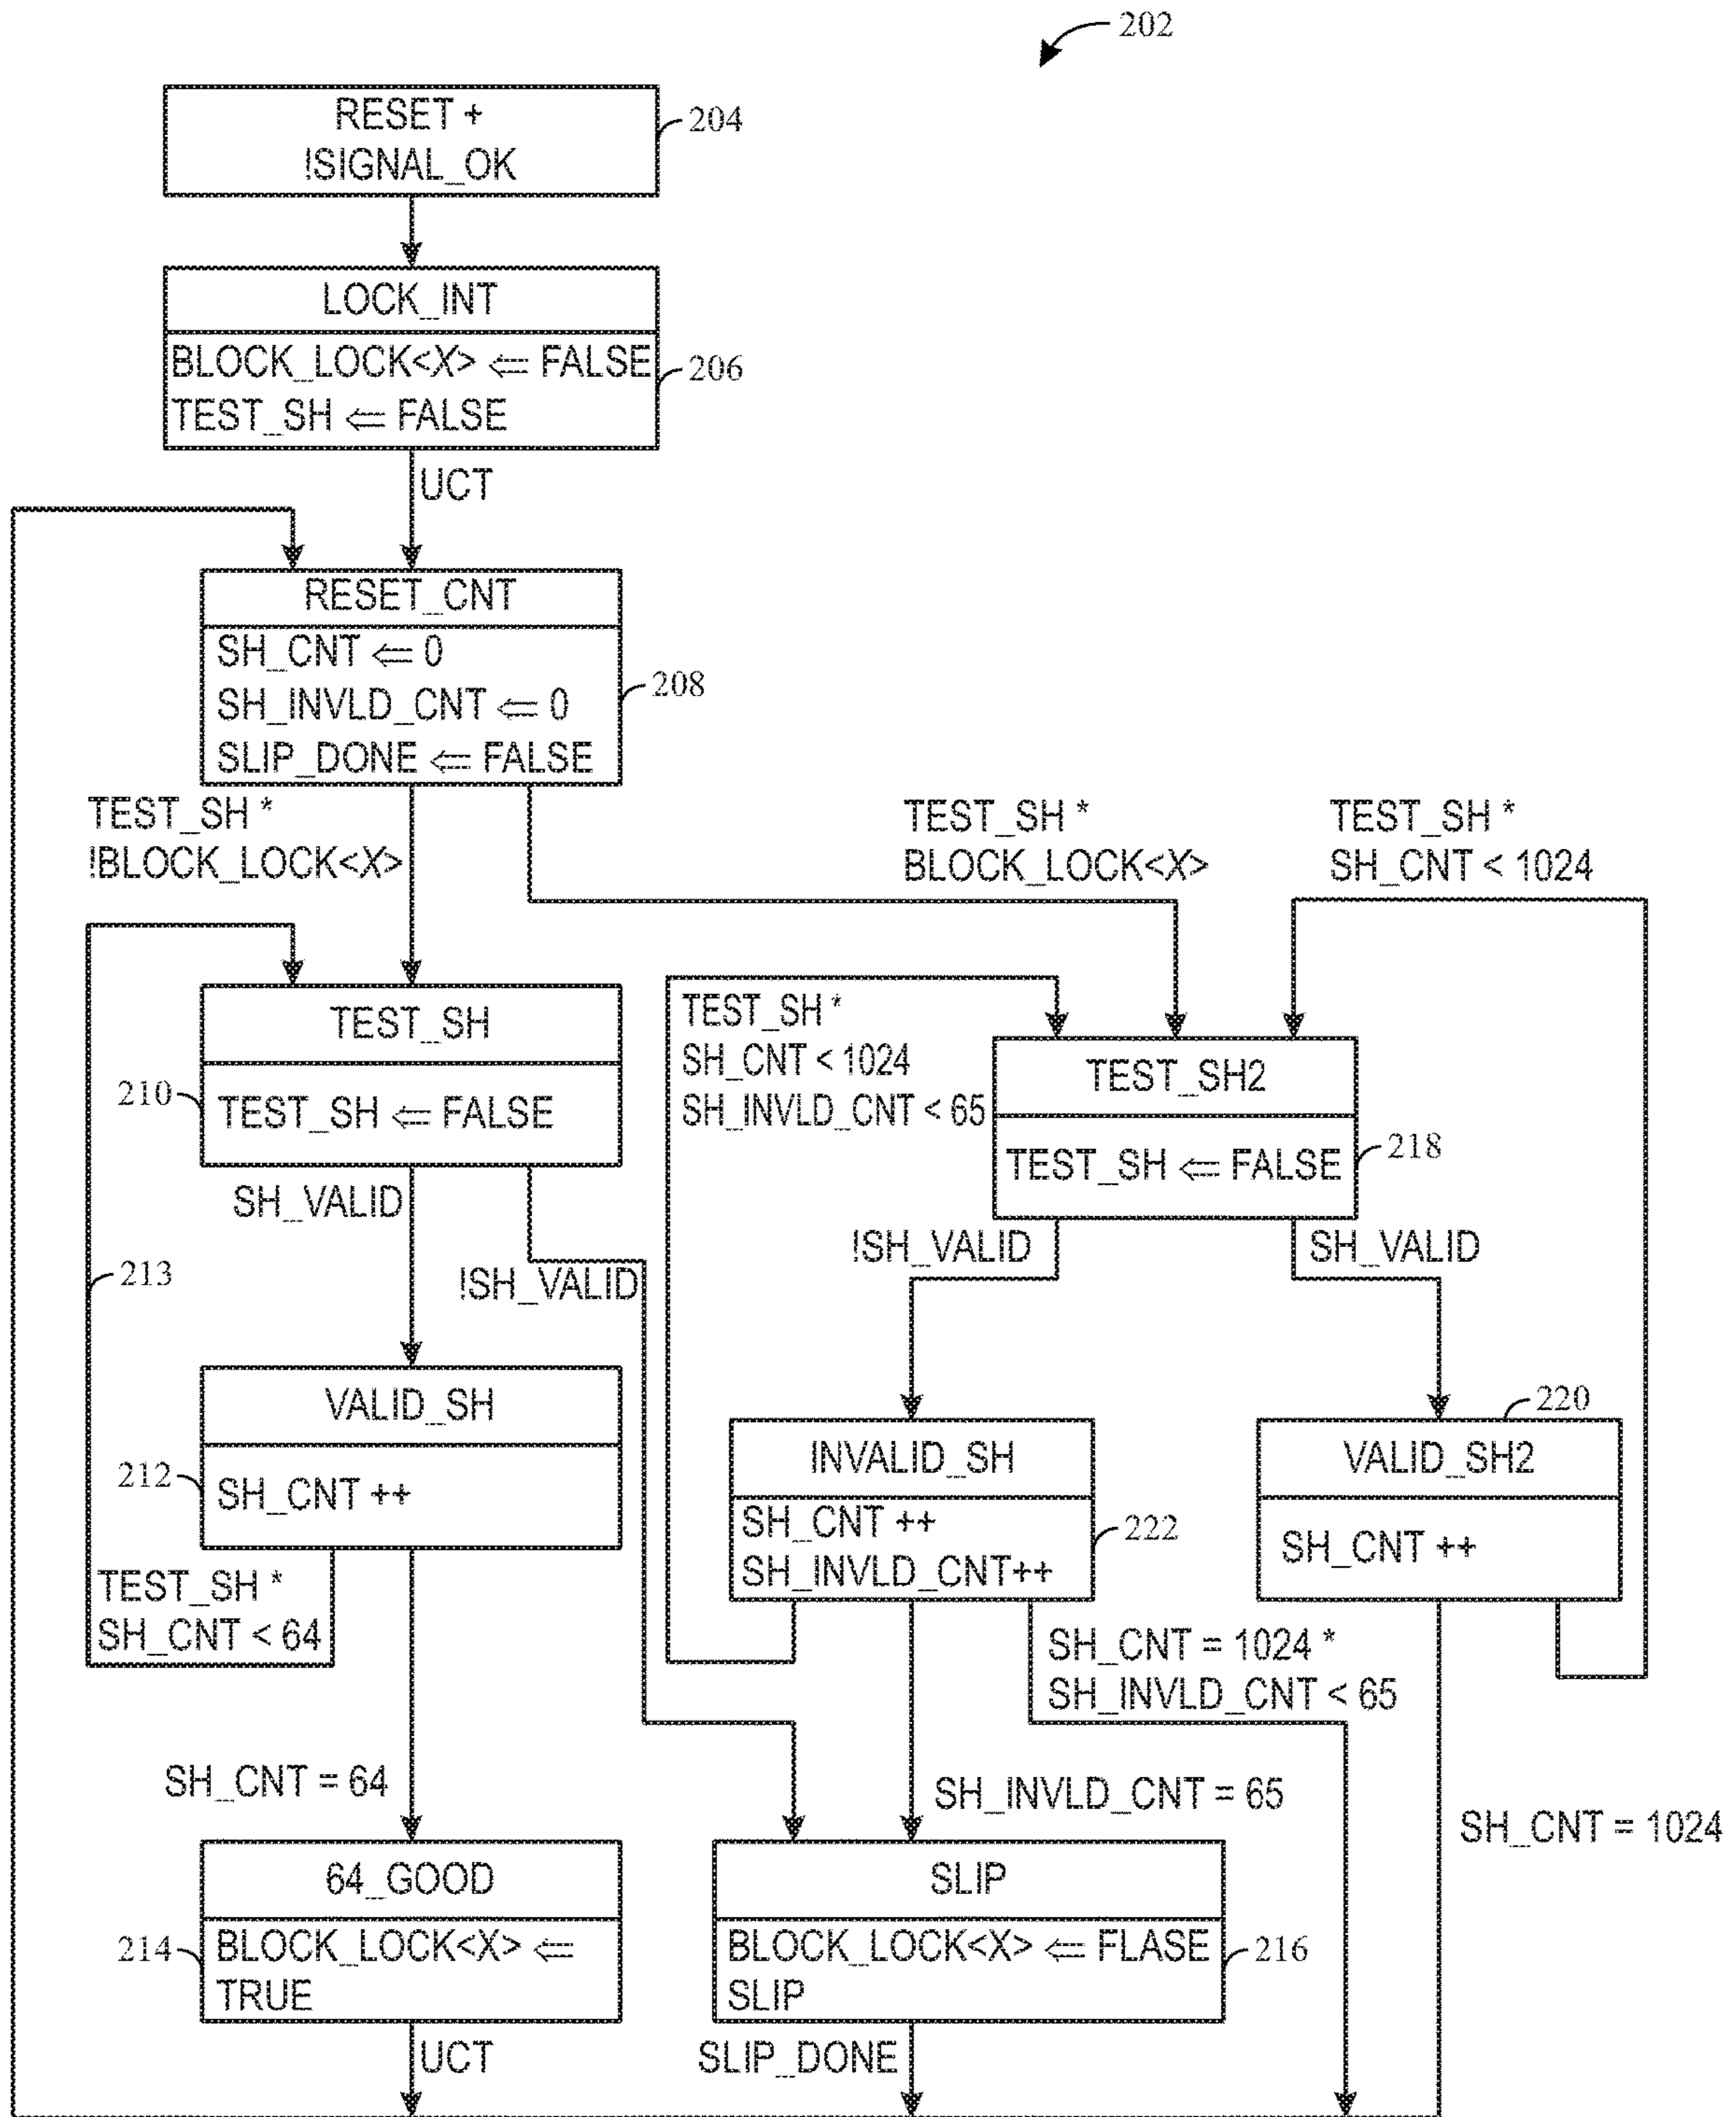 202
RESET +
!SIGNAL_OK
204
LOCK_INT
BLOCK_LOCK<X> ⇐ FALSE
TEST_SH ⇐ FALSE
206
UCT
RESET_CNT
SH_CNT ⇐ 0
SH_INVLD_CNT ⇐ 0
SLIP_DONE ⇐ FALSE
208
TEST_SH *
!BLOCK_LOCK<X>
TEST_SH *
BLOCK_LOCK<X>
TEST_SH *
SH_CNT < 1024
TEST_SH
TEST_SH ⇐ FALSE
210
TEST_SH *
SH_CNT < 1024
SH_INVLD_CNT < 65
TEST_SH2
TEST_SH ⇐ FALSE
218
SH_VALID
!SH_VALID
!SH_VALID
SH_VALID
213
VALID_SH
SH_CNT ++
212
INVALID_SH
SH_CNT ++
SH_INVLD_CNT++
222
220
VALID_SH2
SH_CNT ++
TEST_SH *
SH_CNT < 64
SH_CNT = 1024 *
SH_INVLD_CNT < 65
SH_CNT = 64
SH_INVLD_CNT = 65
SH_CNT = 1024
64_GOOD
BLOCK_LOCK<X> ⇐
TRUE
214
SLIP
BLOCK_LOCK<X> ⇐ FLASE
SLIP
216
UCT
SLIP_DONE